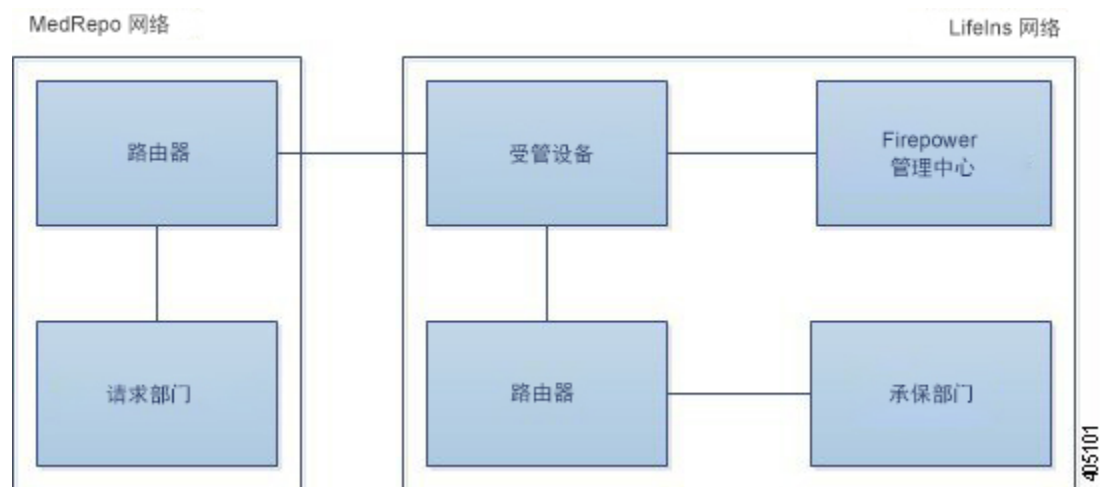 MedRepo 网络
LifeIns 网络
路由器
受管设备
Firepower
管理中心
请求部门
路由器
承保部门
405101